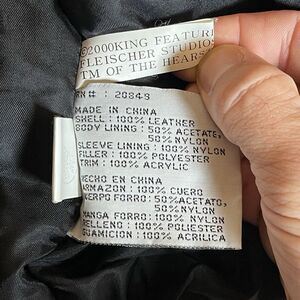 ©2000KING FEATUR
FLEISCHER STUDIO
TM OF THE HEARS
RN# : 20849
MADE IN CHINA
SHELL : 100% LEATHER
BODY LINING : 50% ACETATE,
50% NYLON
SLEEVE LINING : 100% NYLON
FILLER : 100% POLYESTER
TRIM : 100% ACRYLIC
HECHO EN CHINA
ARMAZON : 100% CUERO
CUERPO FORRO: 50%ACETATO,
50% NYLON
MANGA FORRO: 100% NYLON
RELLENO : 100% POLIESTER
GUARNICION : 100% ACRILICA